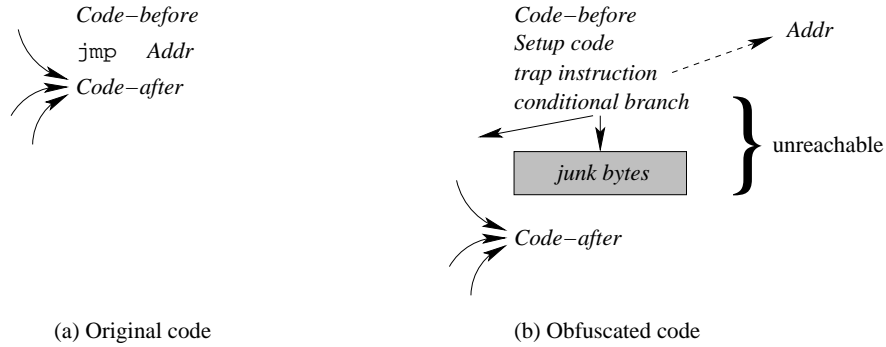 Code–before
jmp Addr
Code–after
(a) Original code
Code–before
Setup code
trap instruction
conditional branch
Addr
unreachable
junk bytes
Code–after
(b) Obfuscated code